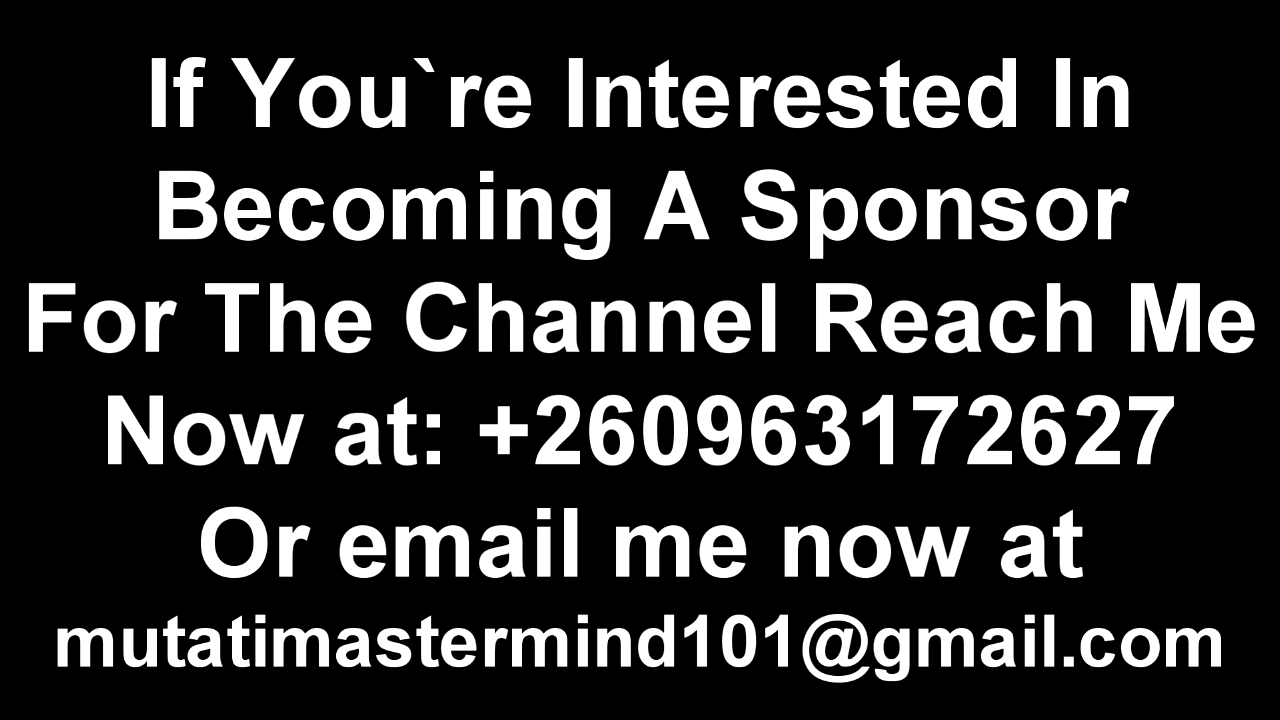 If You`re Interested In
Becoming A Sponsor
For The Channel Reach Me
Now at: +260963172627
Or email me now at
mutatimastermind101@gmail.com